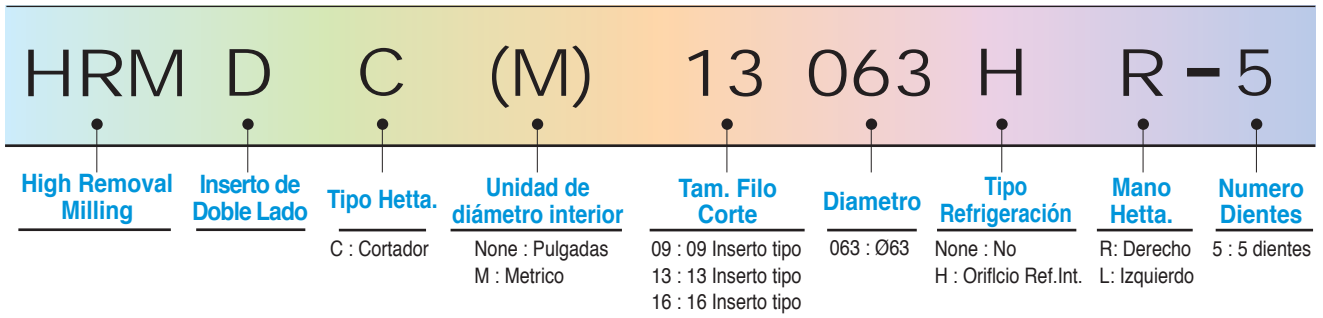 HRM D C (M) 13 063 H R - 5
High Removal Milling
Inserto de Doble Lado
Tipo Hetta.
C : Cortador
Unidad de diámetro interior
None : Pulgadas
M : Metrico
Tam. Filo Corte
09 : 09 Inserto tipo
13 : 13 Inserto tipo
16 : 16 Inserto tipo
Diametro
063 : Ø63
Tipo Refrigeración
None : No
H : Orificio Ref.Int.
Mano Hetta.
R: Derecho
L: Izquierdo
Numero Dientes
5 : 5 dientes